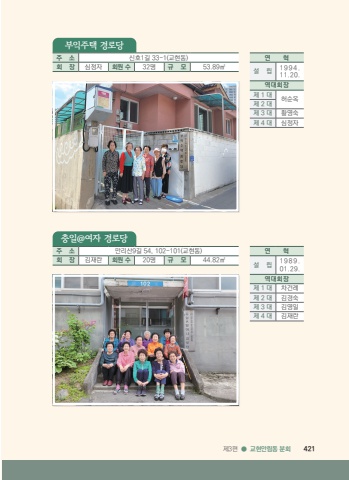 부익주택 경로당
주 소 신호1길 33-1(교현동)
회 장 심정자 회원 수 32명 규 모 53.89㎡
연 혁
설 립 1994. 11.20.
역대회장
제 1 대 허순옥
제 2 대
제 3 대 황영숙
제 4 대 심정자
충일@여자 경로당
주 소 안림산9길 54, 102-101(교현동)
회 장 김재란 회원 수 20명 규 모 44.82㎡
연 혁
설 립 1989. 01.29.
역대회장
제 1 대 차건래
제 2 대 김경숙
제 3 대 김영일
제 4 대 김재란
102
제3편 ● 교현안림동 문화 421